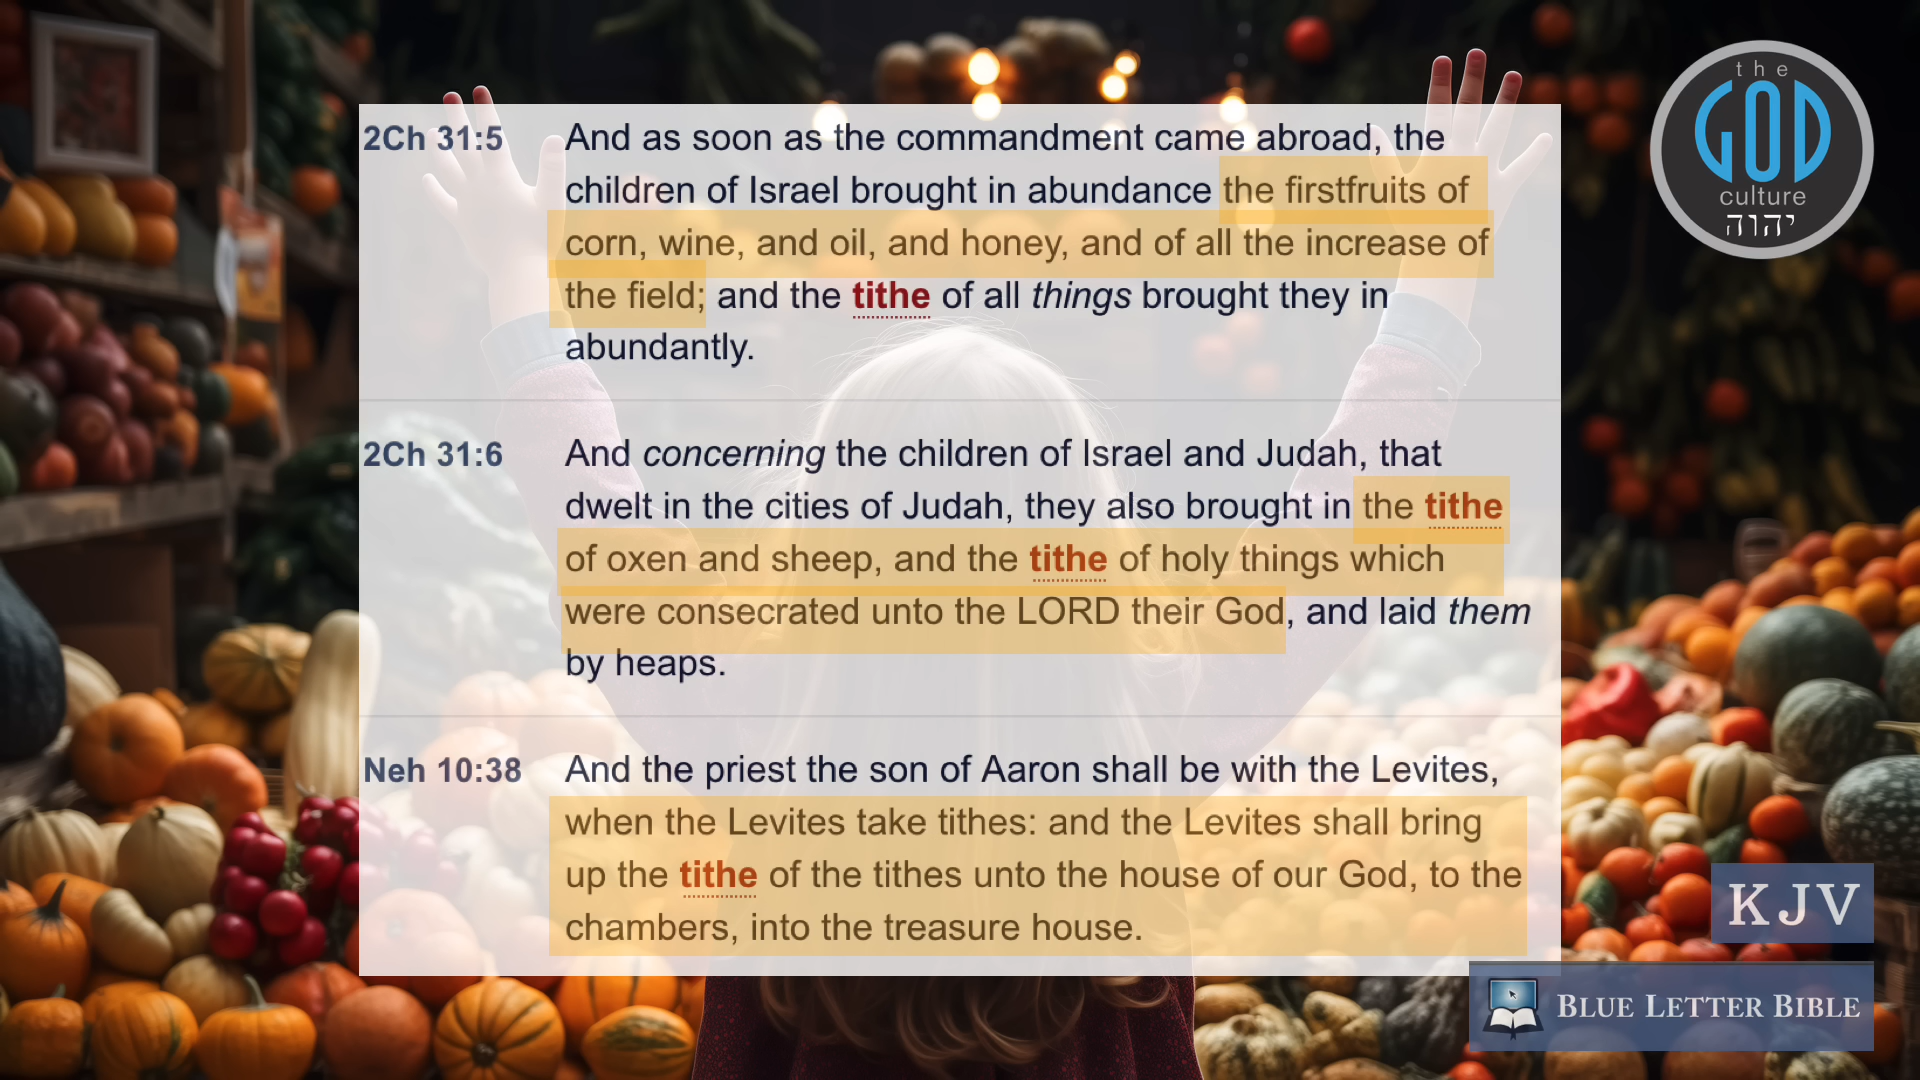 the
GOD
culture
יהוה
2Ch 31:5 And as soon as the commandment came abroad, the
children of Israel brought in abundance the firstfruits of
corn, wine, and oil, and honey, and of all the increase of
the field; and the tithe of all things brought they in
abundantly.
2Ch 31:6 And concerning the children of Israel and Judah, that
dwelt in the cities of Judah, they also brought in the tithe
of oxen and sheep, and the tithe of holy things which
were consecrated unto the LORD their God, and laid them
by heaps.
Neh 10:38 And the priest the son of Aaron shall be with the Levites,
when the Levites take tithes: and the Levites shall bring
up the tithe of the tithes unto the house of our God, to the
chambers, into the treasure house.
KJV
BLUE LETTER BIBLE